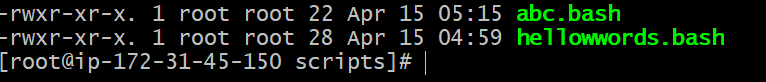 -rwxr-xr-x. 1 root root 22 Apr 15 05:15 abc.bash
-rwxr-xr-x. 1 root root 28 Apr 15 04:59 hellowwords.bash
[root@ip-172-31-45-150 scripts]#